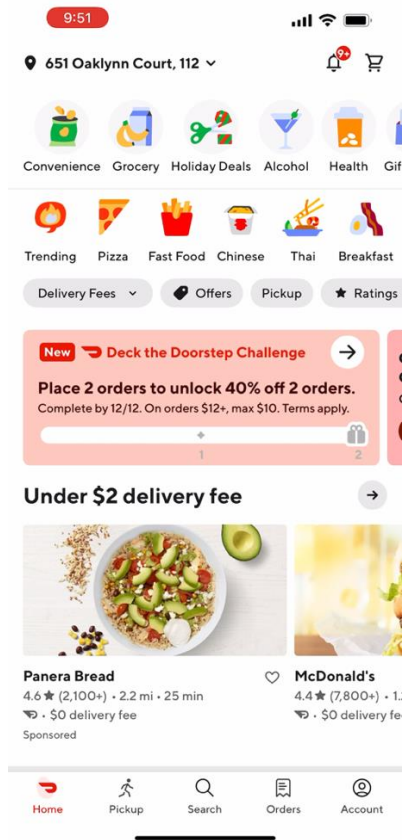 9:51
651 Oaklynn Court, 112
9+
Convenience Grocery Holiday Deals Alcohol Health Gif
Trending Pizza Fast Food Chinese Thai Breakfast
Delivery Fees Offers Pickup ★ Ratings
New Deck the Doorstep Challenge
Place 2 orders to unlock 40% off 2 orders.
Complete by 12/12. On orders $12+, max $10. Terms apply.
1 2
Under $2 delivery fee
Panera Bread McDonald's
4.6 ★ (2,100+) • 2.2 mi • 25 min 4.4 ★ (7,800+) • 1.
• $0 delivery fee • $0 delivery fe
Sponsored
Home Pickup Search Orders Account